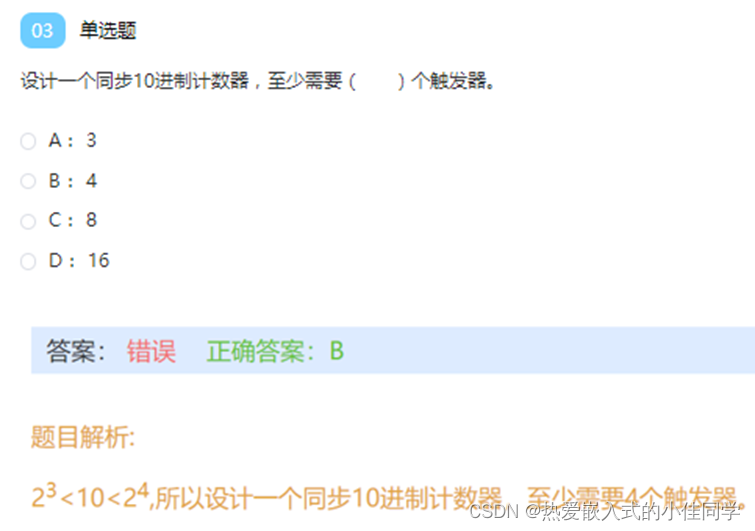 03 单选题
设计一个同步10进制计数器，至少需要（ ）个触发器。
A： 3
B： 4
C： 8
D： 16
答案： 错误 正确答案：B
题目解析:
2³<10<2⁴,所以设计一个同步10进制计数器，至少需要4个触发器。
CSDN @热爱嵌入式的小佳同学